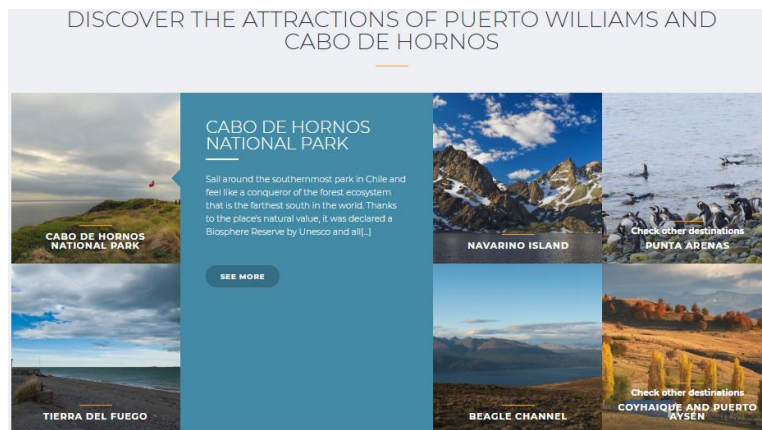 DISCOVER THE ATTRACTIONS OF PUERTO WILLIAMS AND
CABO DE HORNOS
CABO DE HORNOS
NATIONAL PARK
CABO DE HORNOS
NATIONAL PARK
Sail around the southernmost park in Chile and
feel like a conqueror of the forest ecosystem
that is the farthest south in the world. Thanks
to the place's natural value, it was declared a
Biosphere Reserve by Unesco and all[...]
SEE MORE
NAVARINO ISLAND
Check other destinations
PUNTA ARENAS
TIERRA DEL FUEGO
BEAGLE CHANNEL
Check other destinations
COYHAIQUE AND PUERTO
AYSÉN